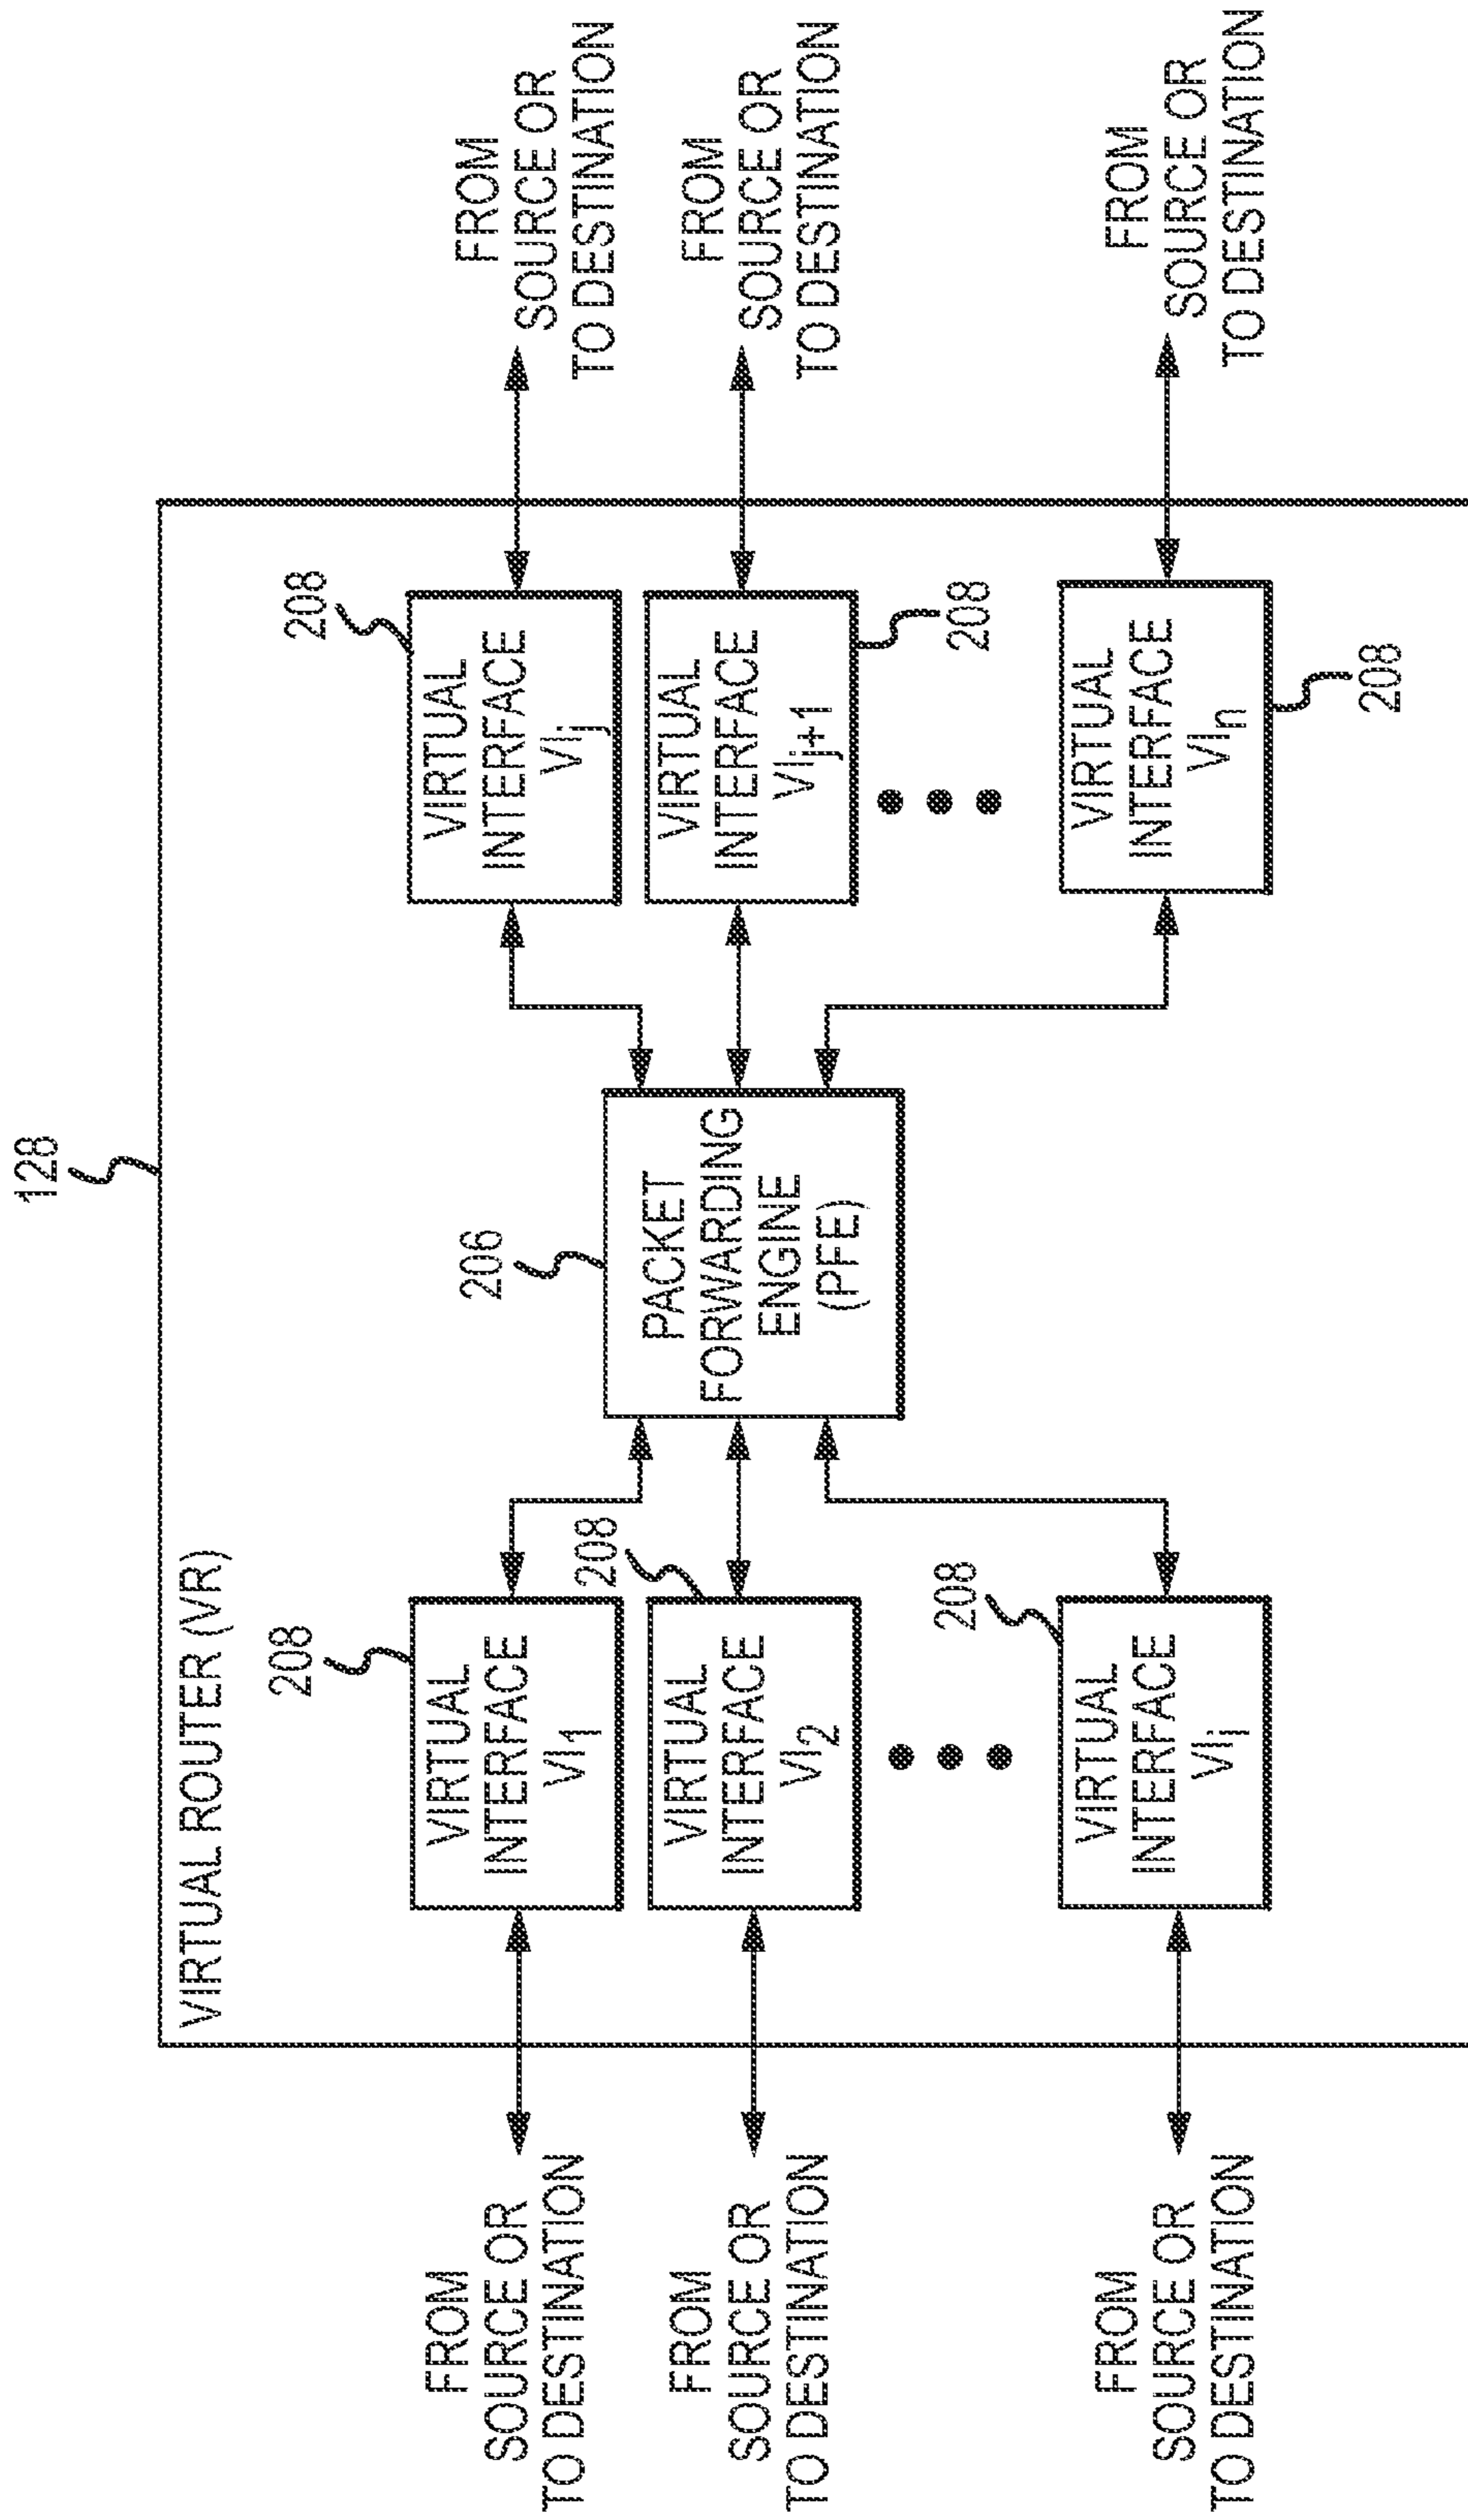 128
VIRTUAL ROUTER (VR)
208
VIRTUAL
INTERFACE
VI1
208
VIRTUAL
INTERFACE
VI2
208
VIRTUAL
INTERFACE
VIi
206
PACKET
FORWARDING
ENGINE
(PFE)
208
VIRTUAL
INTERFACE
VIj
208
VIRTUAL
INTERFACE
VIj+1
208
VIRTUAL
INTERFACE
VIn
FROM
SOURCE OR
TO DESTINATION
FROM
SOURCE OR
TO DESTINATION
FROM
SOURCE OR
TO DESTINATION
FROM
SOURCE OR
TO DESTINATION
FROM
SOURCE OR
TO DESTINATION
FROM
SOURCE OR
TO DESTINATION